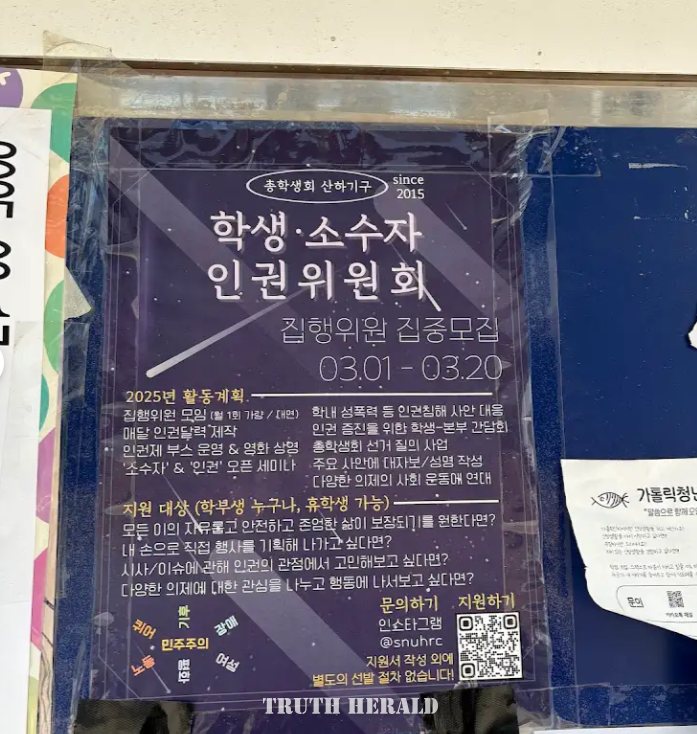 총학생회 산하기구
since
2015
학생·소수자
인권위원회
집행위원 집중모집
03.01 - 03.20
2025년 활동계획
집행위원 모임 (월 1회 가량 / 대면)
매달 인권달력 제작
인권제 부스 운영 & 영화 상영
'소수자' & '인권' 오픈 세미나
학내 성폭력 등 인권침해 사안 대응
인권 증진을 위한 학생-본부 간담회
총학생회 선거 질의 사업
주요 사안에 대자보/성명 작성
다양한 의제의 사회 운동에 연대
지원 대상 (학부생 누구나, 휴학생 가능)
모든 이의 자유롭고 안전하고 존엄한 삶이 보장되기를 원한다면?
내 손으로 직접 행사를 기획해 나가고 싶다면?
시사/이슈에 관해 인권의 관점에서 고민해보고 싶다면?
다양한 의제에 대한 관심을 나누고 행동에 나서보고 싶다면?
기후
퀴어
장애
민주주의
노동
평화
여성
문의하기
인스타그램
@snuhrc
지원하기
지원서 작성 외에
별도의 선발 절차 없습니다!
가톨릭청년
"말씀으로 함께
문의
TRUTH HERALD